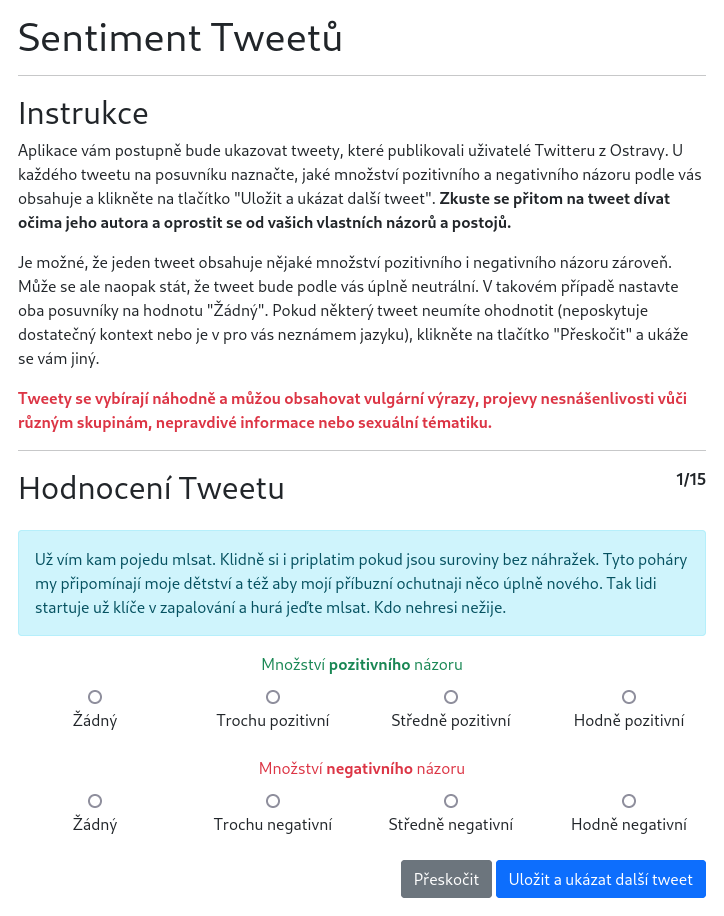 Sentiment Tweetů
Instrukce
Aplikace vám postupně bude ukazovat tweety, které publikovali uživatelé Twitteru z Ostravy. U
každého tweetu na posuvníku naznačte, jaké množství pozitivního a negativního názoru podle vás
obsahuje a klikněte na tlačítko "Uložit a ukázat další tweet". Zkuste se přitom na tweet dívat
očima jeho autora a oprostit se od vašich vlastních názorů a postojů.
Je možné, že jeden tweet obsahuje nějaké množství pozitivního i negativního názoru zároveň.
Může se ale naopak stát, že tweet bude podle vás úplně neutrální. V takovém případě nastavte
oba posuvníky na hodnotu "Žádný". Pokud některý tweet neumíte ohodnotit (neposkytuje
dostatečný kontext nebo je v pro vás neznámem jazyku), klikněte na tlačítko "Přeskočit" a ukáže
se vám jiný.
Tweety se vybírají náhodně a můžou obsahovat vulgární výrazy, projevy nesnášenlivosti vůči
různým skupinám, nepravdivé informace nebo sexuální tématiku.
Hodnocení Tweetu
1/15
Už vím kam pojedu mlsat. Klidně si i priplatim pokud jsou suroviny bez náhražek. Tyto poháry
my připomínají moje dětství a též aby mojí příbuzní ochutnaji něco úplně nového. Tak lidi
startuje už klíče v zapalování a hurá jeďte mlsat. Kdo nehresi nežije.
Množství pozitivního názoru
Žádný Trochu pozitivní Středně pozitivní Hodně pozitivní
Množství negativního názoru
Žádný Trochu negativní Středně negativní Hodně negativní
Přeskočit Uložit a ukázat další tweet